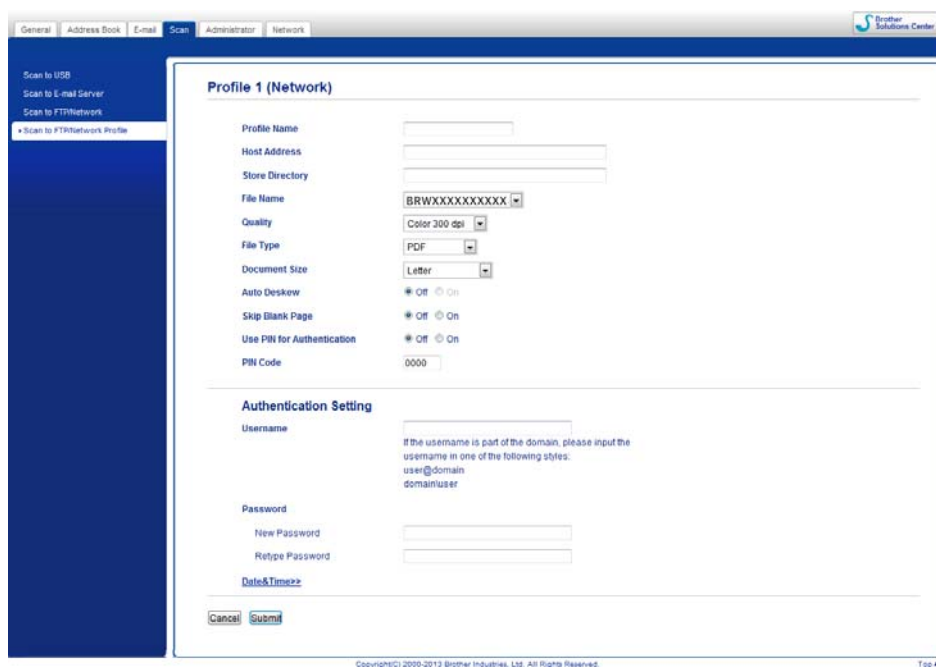 General Address Book E-mail Scan Administrator Network
Brother
Solutions Center
Scan to USB
Scan to E-mail Server
Scan to FTP/Network
Scan to FTP/Network Profile
Profile 1 (Network)
Profile Name
Host Address
Store Directory
File Name BRWXXXXXXXXXX
Quality Color 300 dpi
File Type PDF
Document Size Letter
Auto Deskew Off On
Skip Blank Page Off On
Use PIN for Authentication Off On
PIN Code 0000
Authentication Setting
Username
If the username is part of the domain, please input the
username in one of the following styles:
user@domain
domain\user
Password
New Password
Retype Password
Date&Time>>
Cancel Submit
Copyright(C) 2000-2013 Brother Industries, Ltd. All Rights Reserved.
Top